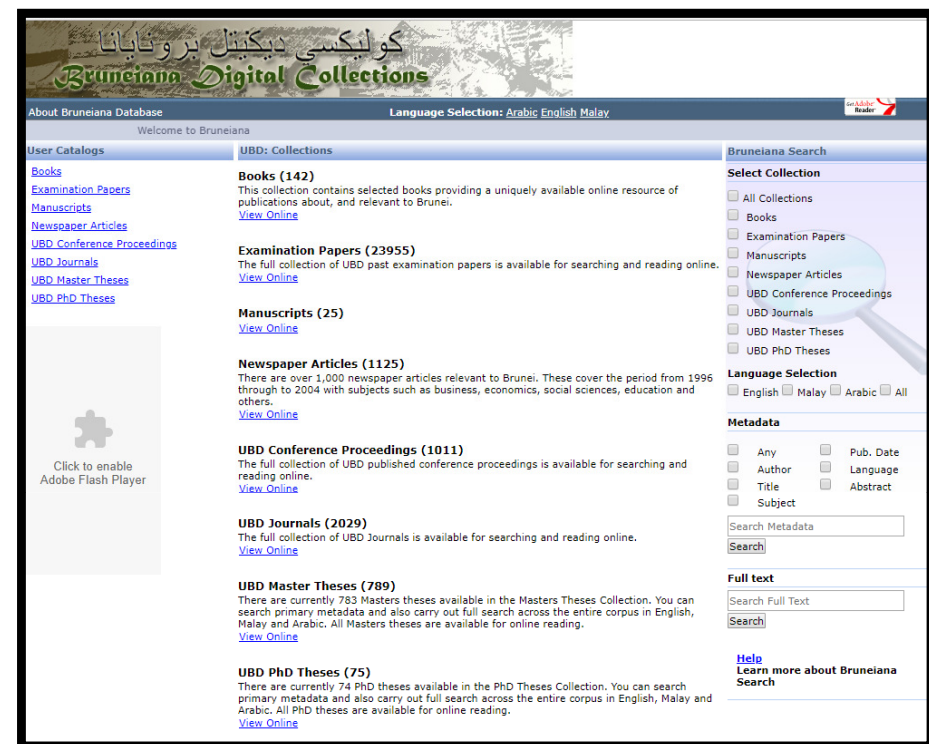 كوليكسي ديݢيتل بروناينا
Bruneiana Digital Collections
About Bruneiana Database
Language Selection: Arabic English Malay
Get Adobe
Reader
Welcome to Bruneiana
User Catalogs
Books
Examination Papers
Manuscripts
Newspaper Articles
UBD Conference Proceedings
UBD Journals
UBD Master Theses
UBD PhD Theses
Click to enable
Adobe Flash Player
UBD: Collections
Books (142)
This collection contains selected books providing a uniquely available online resource of
publications about, and relevant to Brunei.
View Online
Examination Papers (23955)
The full collection of UBD past examination papers is available for searching and reading online.
View Online
Manuscripts (25)
View Online
Newspaper Articles (1125)
There are over 1,000 newspaper articles relevant to Brunei. These cover the period from 1996
through to 2004 with subjects such as business, economics, social sciences, education and
others.
View Online
UBD Conference Proceedings (1011)
The full collection of UBD published conference proceedings is available for searching and
reading online.
View Online
UBD Journals (2029)
The full collection of UBD Journals is available for searching and reading online.
View Online
UBD Master Theses (789)
There are currently 783 Masters theses available in the Masters Theses Collection. You can
search primary metadata and also carry out full search across the entire corpus in English,
Malay and Arabic. All Masters theses are available for online reading.
View Online
UBD PhD Theses (75)
There are currently 74 PhD theses available in the PhD Theses Collection. You can search
primary metadata and also carry out full search across the entire corpus in English, Malay and
Arabic. All PhD theses are available for online reading.
View Online
Bruneiana Search
Select Collection
All Collections
Books
Examination Papers
Manuscripts
Newspaper Articles
UBD Conference Proceedings
UBD Journals
UBD Master Theses
UBD PhD Theses
Language Selection
English Malay Arabic All
Metadata
Any Pub. Date
Author Language
Title Abstract
Subject
Search Metadata
Search
Full text
Search Full Text
Search
Help
Learn more about Bruneiana
Search